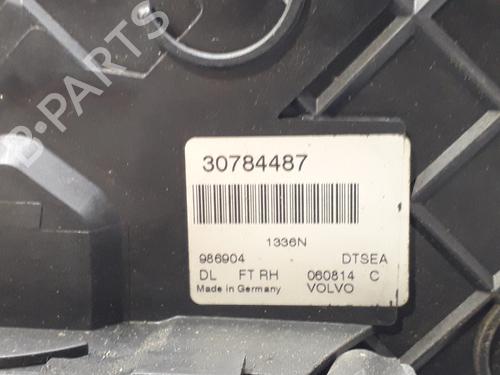 B-PARTS
30784487
1336N
986904 DTSEA
DL FT RH 060814 C
Made in Germany VOLVO